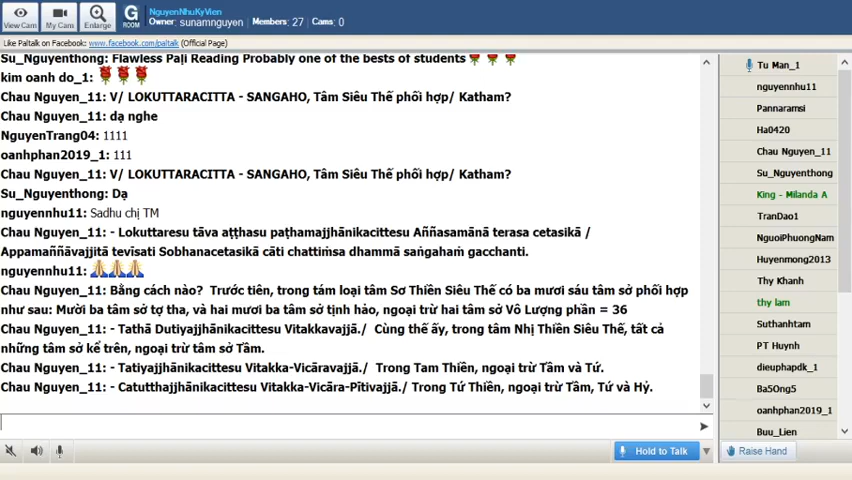 NguyenNhuKyVien
Owner: sunamnguyen , Members: 27 / Cams: 0
View Cam
My Cam
Enlarge
G
ROOM
Like Paltalk on Facebook: www.facebook.com/paltalk (Official Page)
Su_Nguyenthong: Flawless Pali Reading Probably one of the bests of students
kim oanh do_1:
Chau Nguyen_11: V/ LOKUTTARACITTA - SANGAHO, Tâm Siêu Thế phối hợp/ Katham?
Chau Nguyen_11: dạ nghe
NguyenTrang04: 1111
oanhphan2019_1: 111
Chau Nguyen_11: V/ LOKUTTARACITTA - SANGAHO, Tâm Siêu Thế phối hợp/ Katham?
Su_Nguyenthong: Dạ
nguyennhu11: Sadhu chị TM
Chau Nguyen_11: - Lokuttaresu tāva aṭṭhasu paṭhamajjhānikacittesu Aññasamānā terasa cetasikā /
Appamaññāvajjitā tevīsati Sobhanacetasikā cāti chattiṃsa dhammā saṅgahaṃ gacchanti.
nguyennhu11:
Chau Nguyen_11: Bằng cách nào? Trước tiên, trong tám loại tâm Sơ Thiền Siêu Thế có ba mươi sáu tâm sở phối hợp
như sau: Mười ba tâm sở tợ tha, và hai mươi ba tâm sở tịnh hảo, ngoại trừ hai tâm sở Vô Lượng phần = 36
Chau Nguyen_11: - Tathā Dutiyajjhānikacittesu Vitakkavajjā./ Cùng thế ấy, trong tâm Nhị Thiền Siêu Thế, tất cả
những tâm sở kể trên, ngoại trừ tâm sở Tầm.
Chau Nguyen_11: - Tatiyajjhānikacittesu Vitakka-Vicāravajjā./ Trong Tam Thiền, ngoại trừ Tầm và Tứ.
Chau Nguyen_11: - Catutthajjhānikacittesu Vitakka-Vicāra-Pītivajjā./ Trong Tứ Thiền, ngoại trừ Tầm, Tứ và Hỷ.
Hold to Talk
Tu Man_1
nguyennhu11
Pannaramsi
Ha0420
Chau Nguyen_11
Su_Nguyenthong
King - Milanda A
TranDao1
NguoiPhuongNam
Huyenmong2013
Thy Khanh
thy lam
Suthanhtam
PT Huynh
dieuphapdk_1
Ba5Ong5
oanhphan2019_1
Buu_Lien
Raise Hand